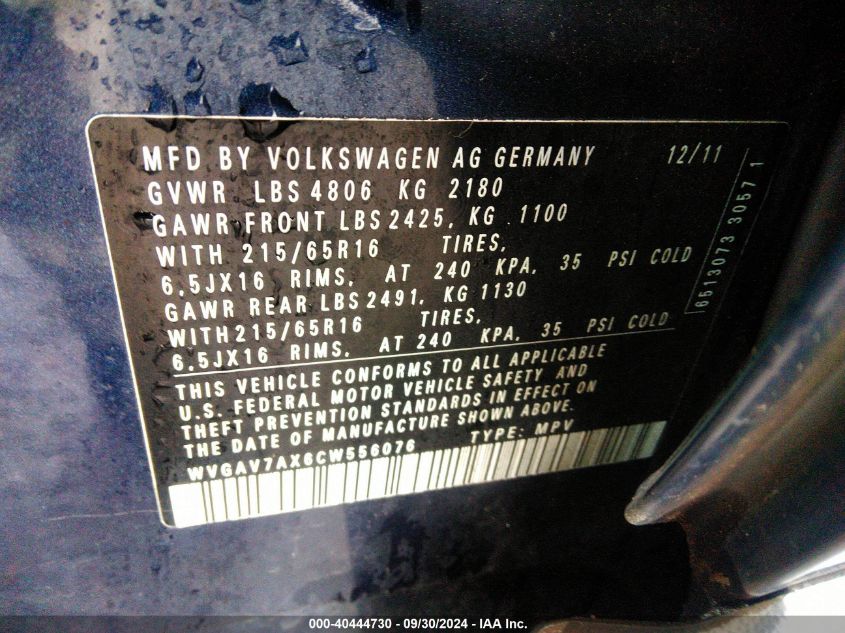 MFD BY VOLKSWAGEN AG GERMANY 12/11
GVWR LBS 4806 KG 2180
GAWR FRONT LBS 2425, KG 1100
WITH 215/65R16 TIRES,
6,5JX16 RIMS, AT 240 KPA, 35 PSI COLD
GAWR REAR LBS 2491, KG 1130
WITH215/65R16 TIRES,
6.5JX16 RIMS, AT 240 KPA, 35 PSI COLD
THIS VEHICLE CONFORMS TO ALL APPLICABLE
U.S. FEDERAL MOTOR VEHICLE SAFETY AND
THEFT PREVENTION STANDARDS IN EFFECT ON
THE DATE OF MANUFACTURE SHOWN ABOVE.
WVGAV7AX6CW556076 TYPE: MPV
6513073 3057 1
000-40444730 - 09/30/2024 - IAA Inc.